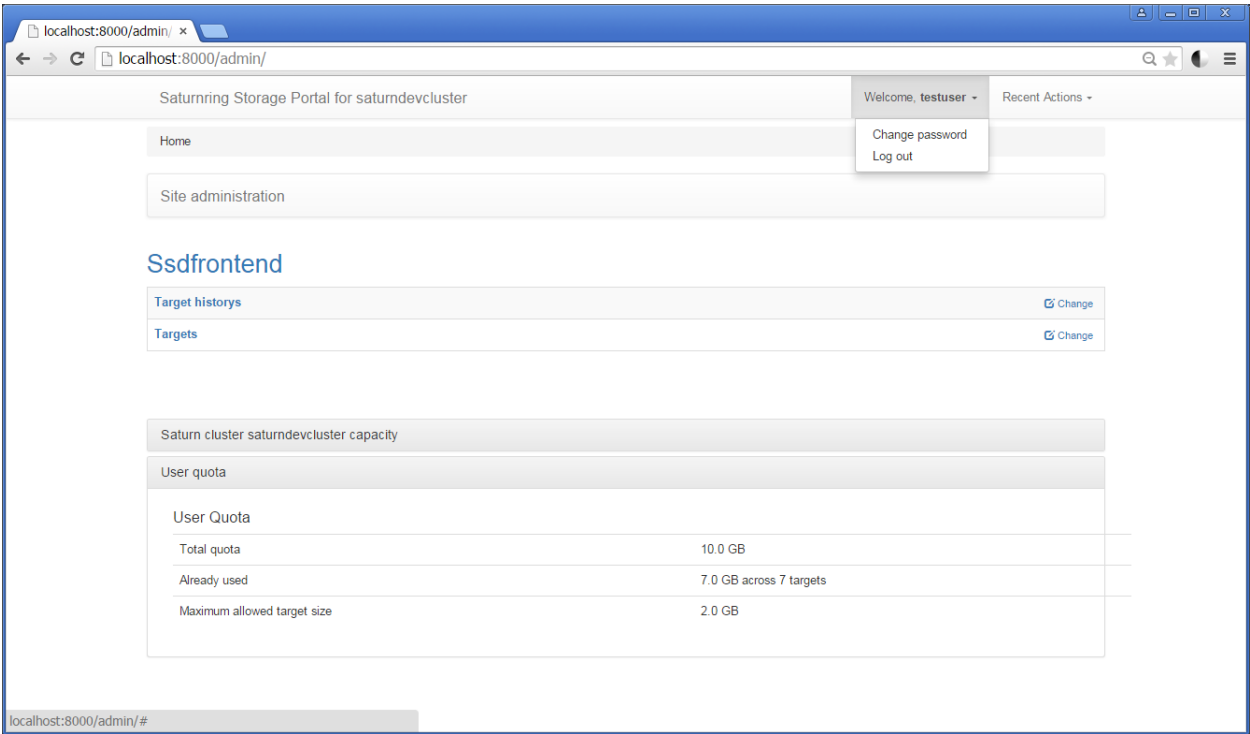 localhost:8000/admin/ ×
localhost:8000/admin/
Saturnring Storage Portal for saturndevcluster
Welcome, testuser
Recent Actions
Change password
Log out
Home
Site administration
Ssdfrontend
Target historys
Change
Targets
Change
Saturn cluster saturndevcluster capacity
User quota
User Quota
Total quota 10.0 GB
Already used 7.0 GB across 7 targets
Maximum allowed target size 2.0 GB
localhost:8000/admin/#